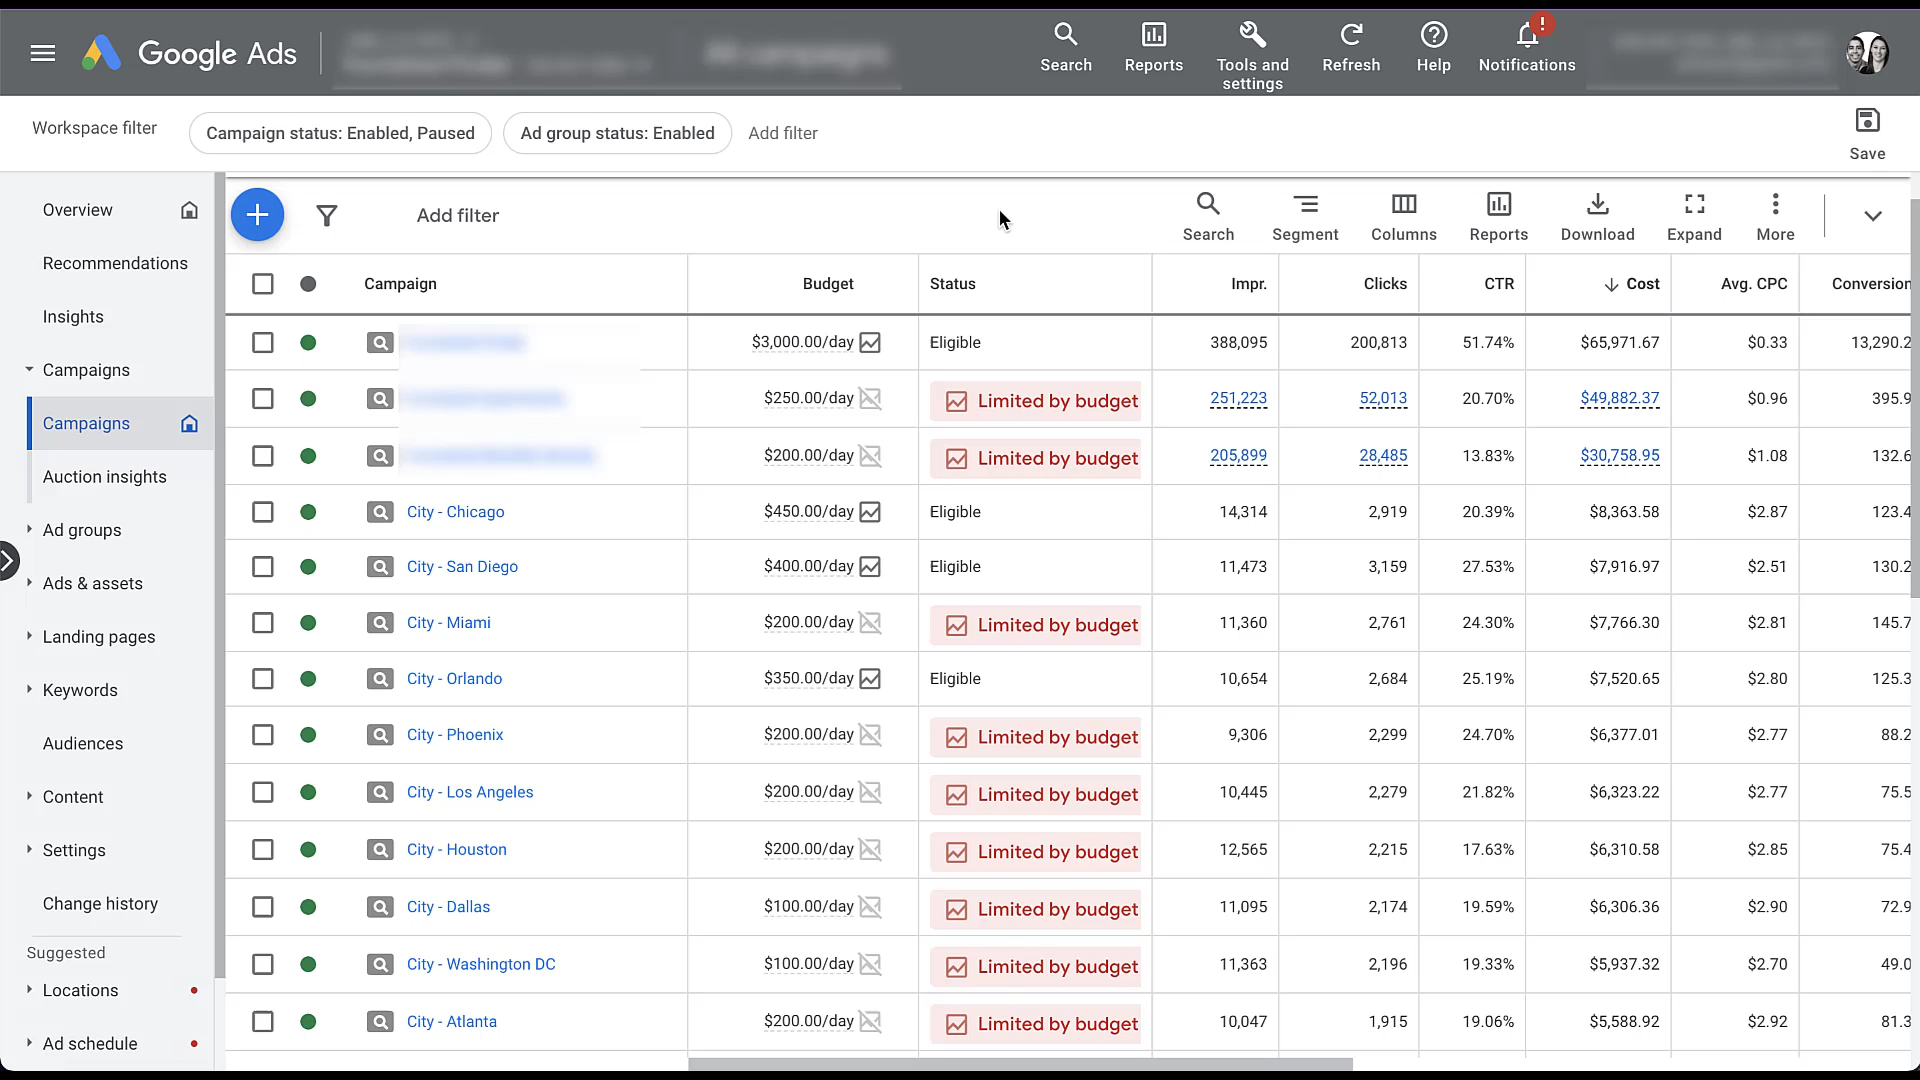 Google Ads
Search
Reports
Tools and
settings
Refresh
Help
!
Notifications
Workspace filter
Campaign status: Enabled, Paused
Ad group status: Enabled
Add filter
Save
Overview
Recommendations
Insights
Campaigns
Campaigns
Auction insights
Ad groups
Ads & assets
Landing pages
Keywords
Audiences
Content
Settings
Change history
Suggested
Locations
Ad schedule
Add filter
Search
Segment
Columns
Reports
Download
Expand
More
Campaign Budget Status Impr. Clicks CTR Cost Avg. CPC Conversion
$3,000.00/day Eligible 388,095 200,813 51.74% $65,971.67 $0.33 13,290.2
$250.00/day Limited by budget 251,223 52,013 20.70% $49,882.37 $0.96 395.9
$200.00/day Limited by budget 205,899 28,485 13.83% $30,758.95 $1.08 132.6
City - Chicago $450.00/day Eligible 14,314 2,919 20.39% $8,363.58 $2.87 123.4
City - San Diego $400.00/day Eligible 11,473 3,159 27.53% $7,916.97 $2.51 130.2
City - Miami $200.00/day Limited by budget 11,360 2,761 24.30% $7,766.30 $2.81 145.7
City - Orlando $350.00/day Eligible 10,654 2,684 25.19% $7,520.65 $2.80 125.3
City - Phoenix $200.00/day Limited by budget 9,306 2,299 24.70% $6,377.01 $2.77 88.2
City - Los Angeles $200.00/day Limited by budget 10,445 2,279 21.82% $6,323.22 $2.77 75.5
City - Houston $200.00/day Limited by budget 12,565 2,215 17.63% $6,310.58 $2.85 75.4
City - Dallas $100.00/day Limited by budget 11,095 2,174 19.59% $6,306.36 $2.90 72.9
City - Washington DC $100.00/day Limited by budget 11,363 2,196 19.33% $5,937.32 $2.70 49.0
City - Atlanta $200.00/day Limited by budget 10,047 1,915 19.06% $5,588.92 $2.92 81.3